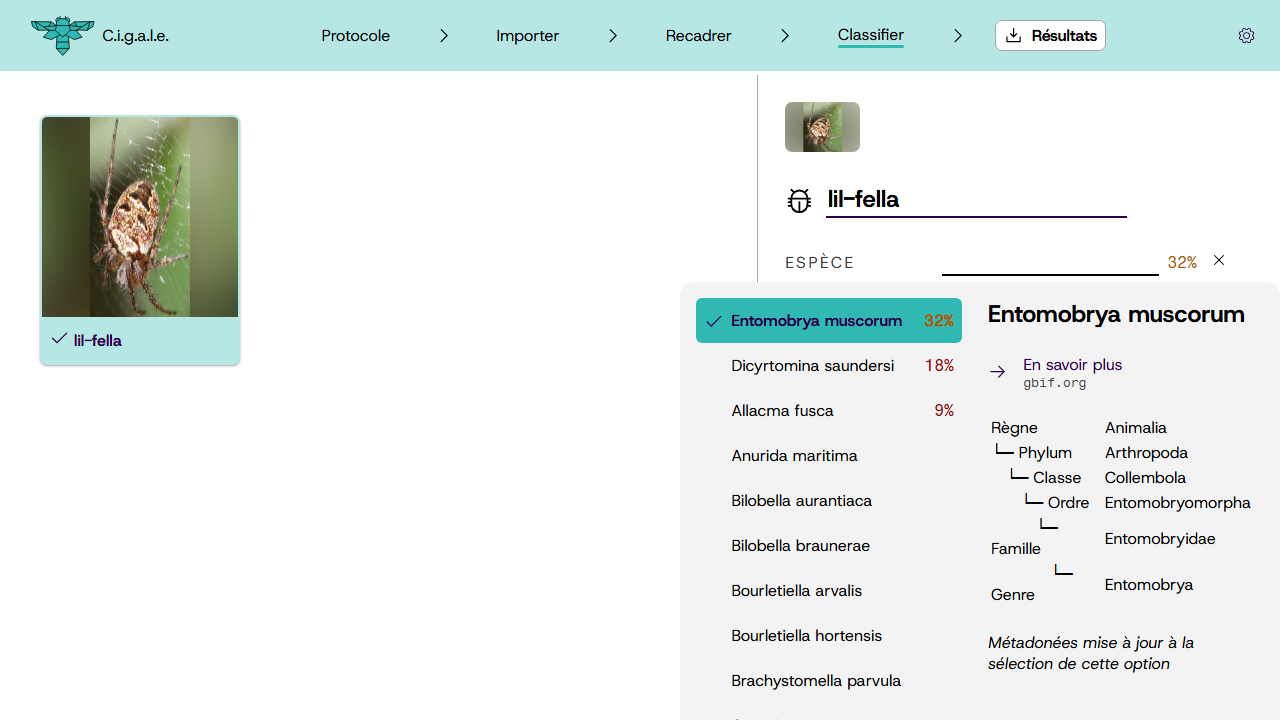 C.i.g.a.l.e.
Protocole
Importer
Recadrer
Classifier
Résultats
lil-fella
lil-fella
ESPÈCE
32%
Entomobrya muscorum 32%
Dicyrtomina saundersi 18%
Allacma fusca 9%
Anurida maritima
Bilobella aurantiaca
Bilobella braunerae
Bourletiella arvalis
Bourletiella hortensis
Brachystomella parvula
Entomobrya muscorum
En savoir plus
gbif.org
Règne Animalia
Phylum Arthropoda
Classe Collembola
Ordre Entomobryomorpha
Famille Entomobryidae
Genre Entomobrya
Métadonées mise à jour à la
sélection de cette option